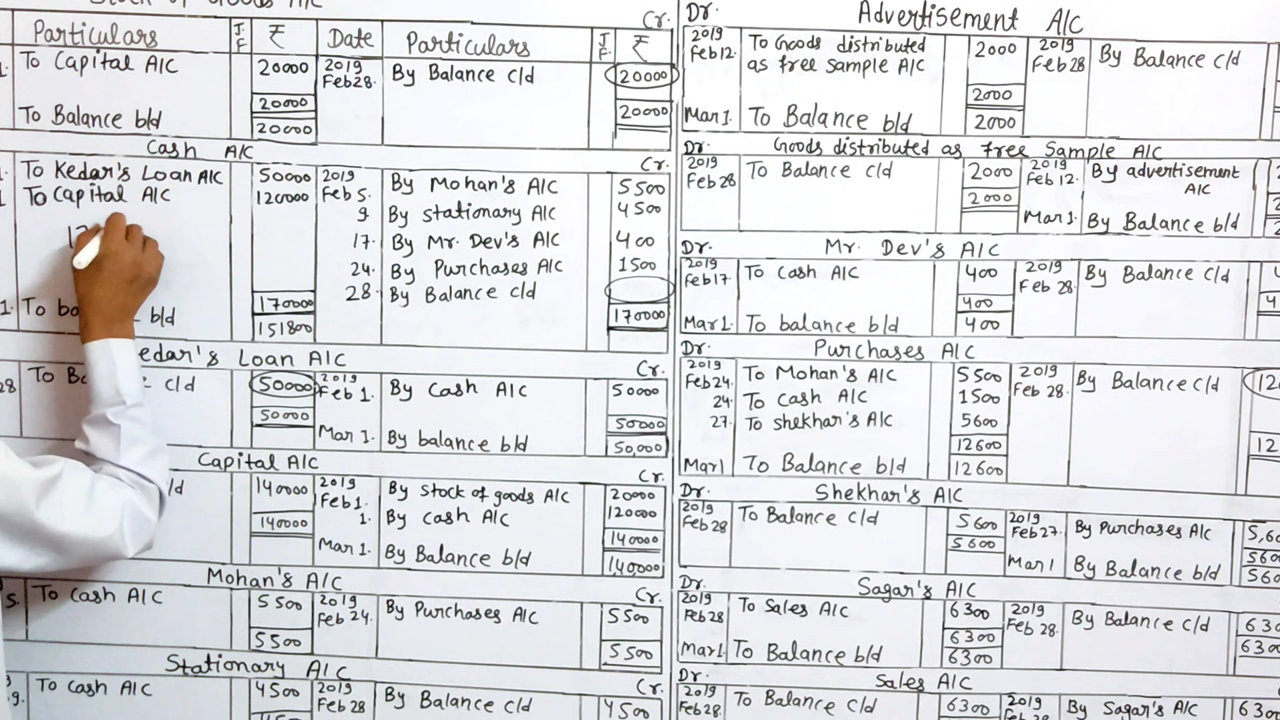 Cr.
Particulars J.F. ₹ Date Particulars J.F. ₹
To Capital A/C 20000 2019 Feb 28. By Balance c/d 20000
20000 20000
To Balance b/d 20000
Cash A/C
Cr.
To Kedar's Loan A/C 50000 2019
To Capital A/C 120000 Feb 5. By Mohan's A/C 5500
9 By stationary A/C 4500
17. By Mr. Dev's A/C 400
24. By Purchases A/C 1500
28. By Balance c/d
170000 170000
1. To b/d 151800
edar's Loan A/C
Cr.
28 To c/d 50000 2019 Feb 1. By Cash A/C 50000
50000 50000
Mar 1. By balance b/d 50,000
Capital A/C
Cr.
140000 2019 Feb 1. By stock of goods A/C 20000
1. By cash A/C 120000
140000 140000
Mar 1. By Balance b/d 1,40000
Mohan's A/C
Cr.
5. To Cash A/C 5500 2019 Feb 24. By Purchases A/C 5500
5500 5500
Stationary A/C
Cr.
9. To Cash A/C 4500 2019 Feb 28 By Balance c/d 4500
Dr. Advertisement A/C
2019 Feb 12. To Goods distributed 2000 2019 Feb 28 By Balance c/d
as free sample A/C
2000
Mar 1. To Balance b/d 2000
Dr. Goods distributed as free Sample A/C
2019 Feb 28 To Balance c/d 2000 2019 Feb 12. By advertisement
A/C
2000
Mar 1. By Balance b/d
Dr. Mr. Dev's A/C
2019 Feb 17. To Cash A/C 400 2019 Feb 28. By Balance c/d
400
Mar 1. To balance b/d 400
Dr. Purchases A/C
2019 Feb 24. To Mohan's A/C 5500 2019 Feb 28. By Balance c/d
24. To Cash A/C 1500
27. To shekhar's A/C 5600
12600
Mar 1 To Balance b/d 12600
Dr. Shekhar's A/C
2019 Feb 28 To Balance c/d 5600 2019 Feb 27. By Purchases A/C
5600
Mar 1 By Balance b/d
Dr. Sagar's A/C
2019 Feb 28 To Sales A/C 6300 2019 Feb 28. By Balance c/d
6300
Mar 1. To Balance b/d 6300
Dr. Sales A/C
2019 Feb 28. To Balance c/d 6300 2019 Feb 28 By Sagar's A/C